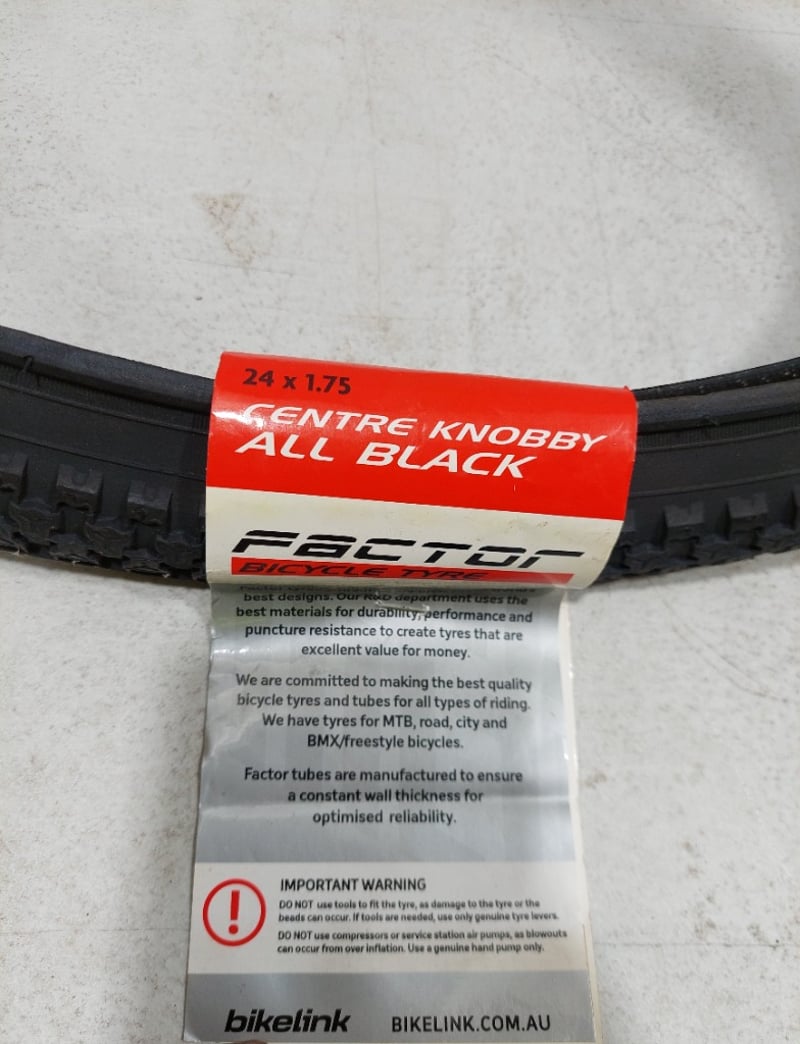 24 x 1.75
CENTRE KNOBBY
ALL BLACK
Factor
BICYCLE TYRE
best designs. Our R&D department uses the
best materials for durability, performance and
puncture resistance to create tyres that are
excellent value for money.
We are committed to making the best quality
bicycle tyres and tubes for all types of riding.
We have tyres for MTB, road, city and
BMX/freestyle bicycles.
Factor tubes are manufactured to ensure
a constant wall thickness for
optimised reliability.
IMPORTANT WARNING
DO NOT use tools to fit the tyre, as damage to the tyre or the
beads can occur. If tools are needed, use only genuine tyre levers.
DO NOT use compressors or service station air pumps, as blowouts
can occur from over inflation. Use a genuine hand pump only.
bikelink BIKELINK.COM.AU